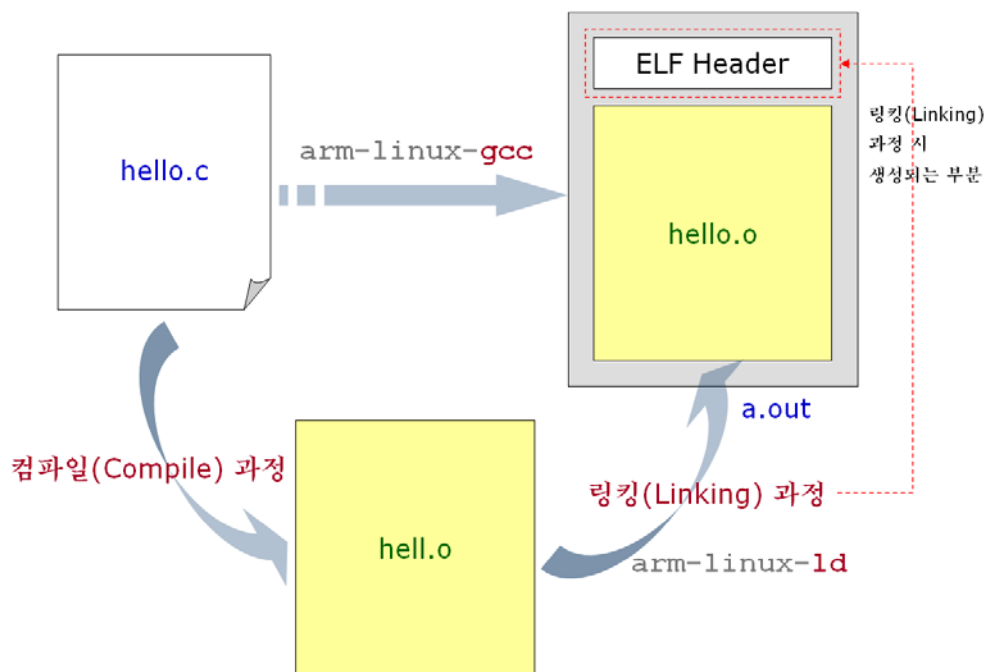 ELF Header
링킹(Linking)
과정 시
생성되는 부분
arm-linux-gcc
hello.c
hello.o
a.out
컴파일(Compile) 과정
링킹(Linking) 과정
hell.o
arm-linux-ld